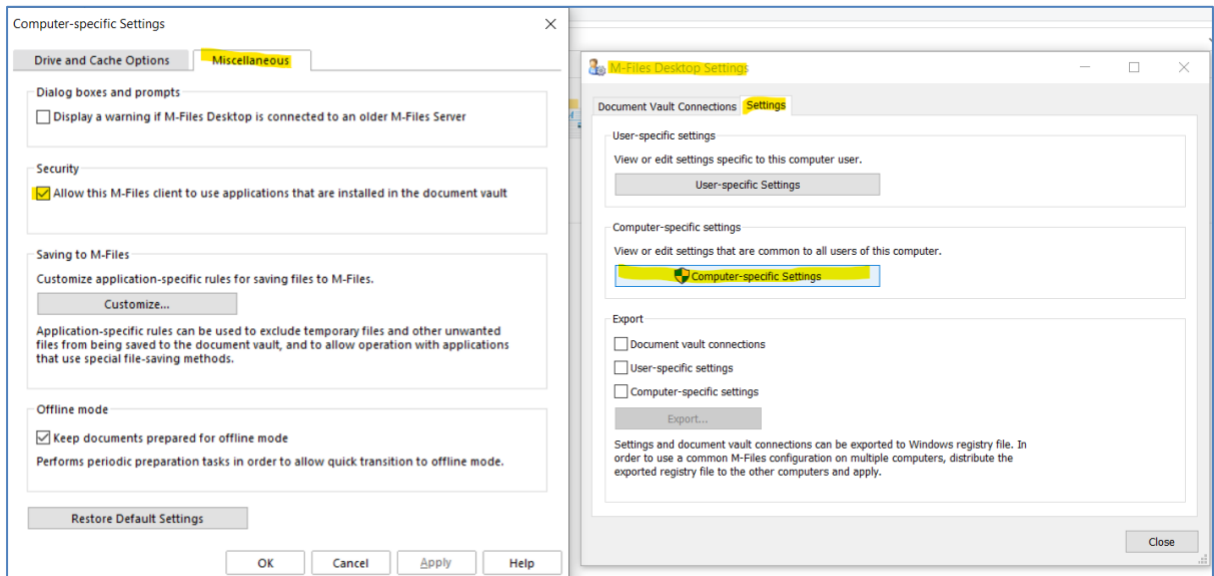 Computer-specific Settings
Drive and Cache Options
Miscellaneous
Dialog boxes and prompts
Display a warning if M-Files Desktop is connected to an older M-Files Server
Security
Allow this M-Files client to use applications that are installed in the document vault
Saving to M-Files
Customize application-specific rules for saving files to M-Files.
Customize...
Application-specific rules can be used to exclude temporary files and other unwanted
files from being saved to the document vault, and to allow operation with applications
that use special file-saving methods.
Offline mode
Keep documents prepared for offline mode
Performs periodic preparation tasks in order to allow quick transition to offline mode.
Restore Default Settings
OK
Cancel
Apply
Help
M-Files Desktop Settings
Document Vault Connections
Settings
User-specific settings
View or edit settings specific to this computer user.
User-specific Settings
Computer-specific settings
View or edit settings that are common to all users of this computer.
Computer-specific Settings
Export
Document vault connections
User-specific settings
Computer-specific settings
Export...
Settings and document vault connections can be exported to Windows registry file. In
order to use a common M-Files configuration on multiple computers, distribute the
exported registry file to the other computers and apply.
Close